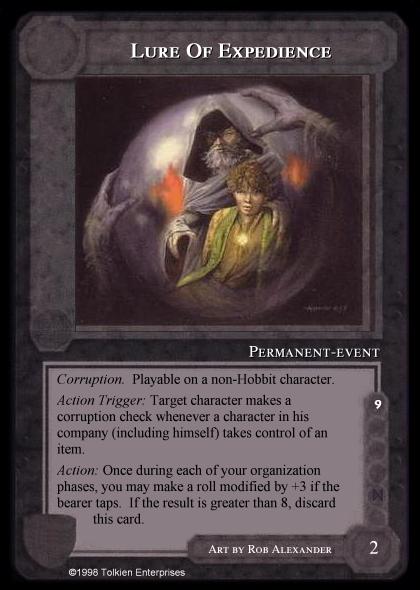 Lure Of Expedience
Permanent-event
Corruption. Playable on a non-Hobbit character.
Action Trigger: Target character makes a
corruption check whenever a character in his
company (including himself) takes control of an
item.
Action: Once during each of your organization
phases, you may make a roll modified by +3 if the
bearer taps. If the result is greater than 8, discard
this card.
9
Art by Rob Alexander
2
©1998 Tolkien Enterprises